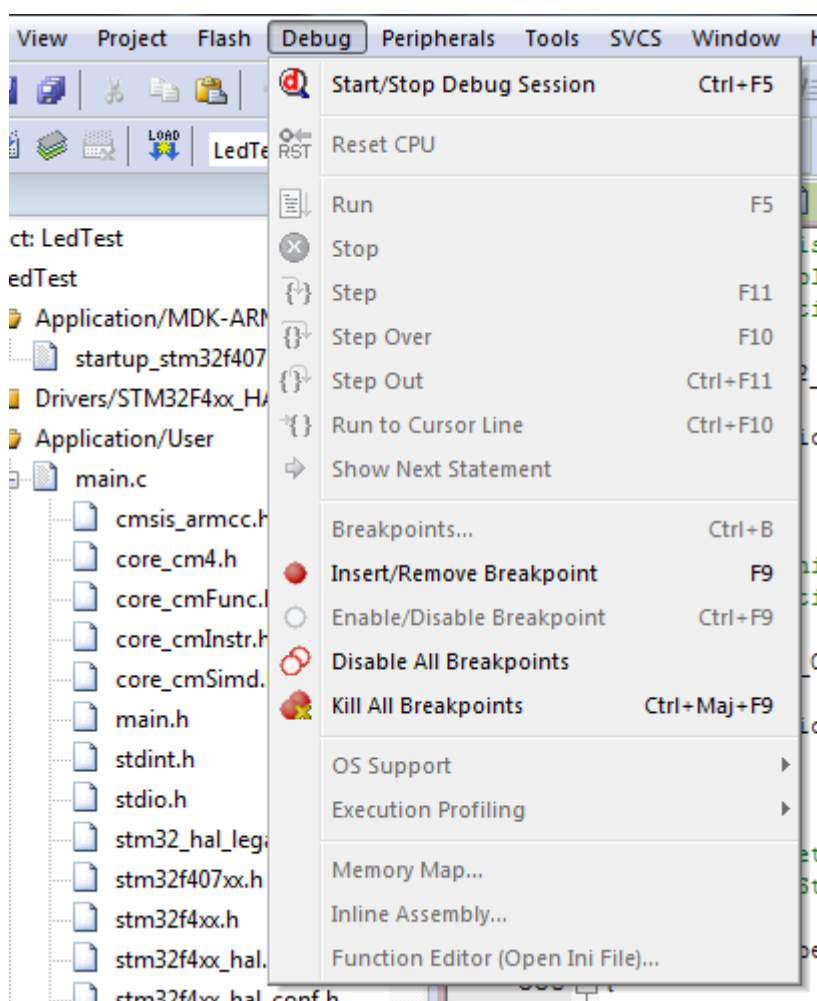 View Project Flash Debug Peripherals Tools SVCS Window
Start/Stop Debug Session Ctrl+F5
LOAD
LedTe
RST
Reset CPU
Run F5
Stop
Step F11
Step Over F10
Step Out Ctrl+F11
Run to Cursor Line Ctrl+F10
Show Next Statement
Breakpoints... Ctrl+B
Insert/Remove Breakpoint F9
Enable/Disable Breakpoint Ctrl+F9
Disable All Breakpoints
Kill All Breakpoints Ctrl+Maj+F9
OS Support
Execution Profiling
Memory Map...
Inline Assembly...
Function Editor (Open Ini File)...
ct: LedTest
edTest
Application/MDK-ARM
startup_stm32f407
Drivers/STM32F4xx_HA
Application/User
main.c
cmsis_armcc.h
core_cm4.h
core_cmFunc.h
core_cmInstr.h
core_cmSimd.
main.h
stdint.h
stdio.h
stm32_hal_lega
stm32f407xx.h
stm32f4xx.h
stm32f4xx_hal.
stm32f4xx_hal_conf.h